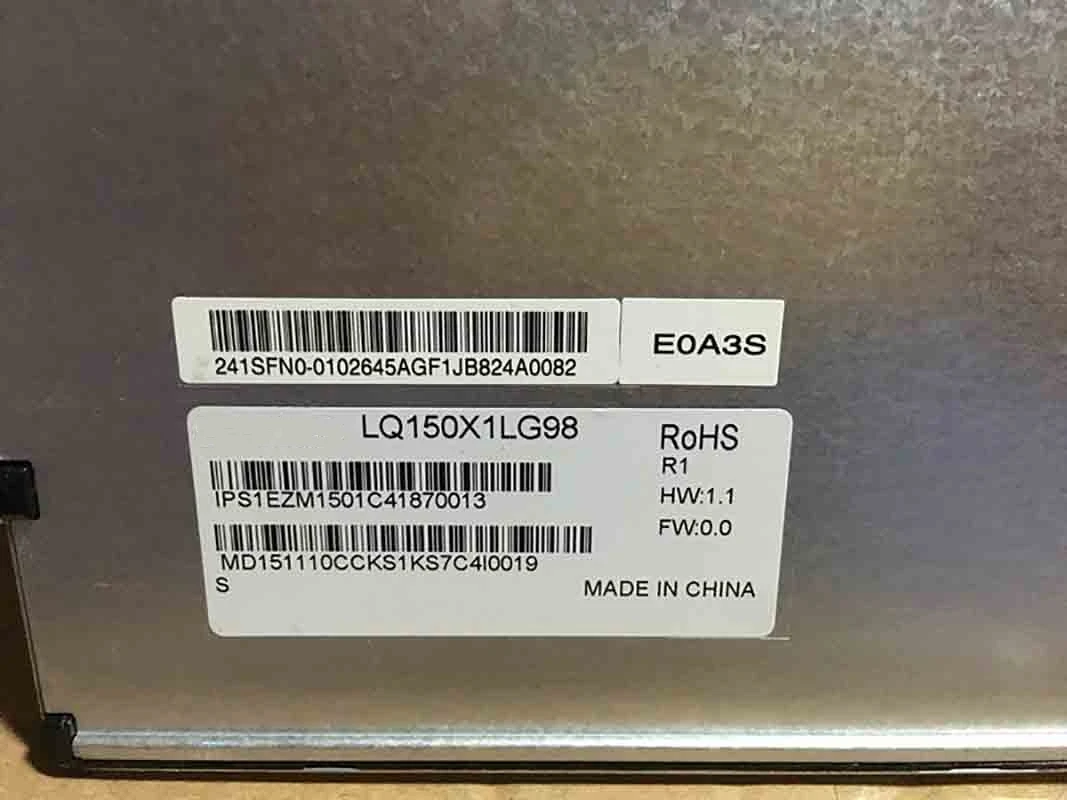 241SFN0-0102645AGF1JB824A0082
E0A3S
LQ150X1LG98
RoHS
R1
IPS1EZM1501C41870013
HW:1.1
FW:0.0
MD151110CCKS1KS7C4I0019
S
MADE IN CHINA